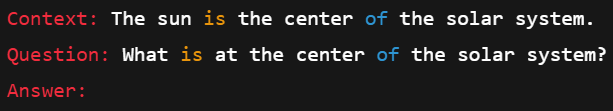 Context: The sun is the center of the solar system.
Question: What is at the center of the solar system?
Answer: